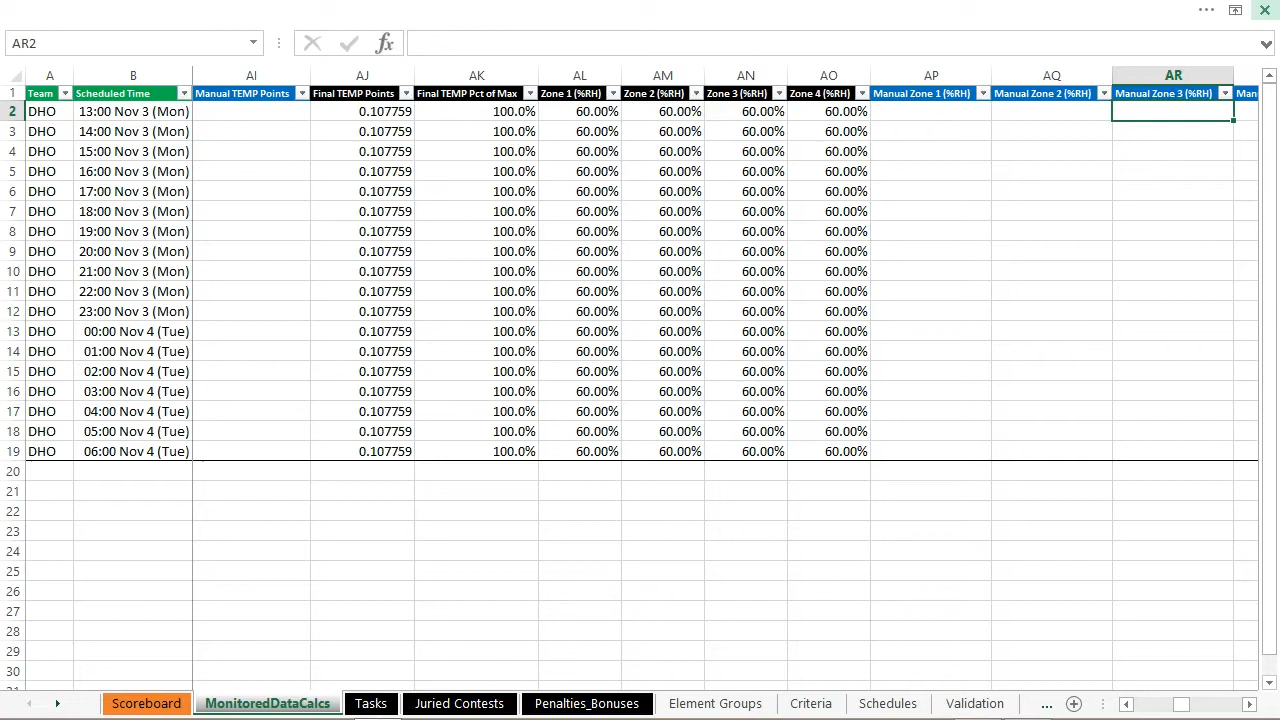 AR2
fx
A B AI AJ AK AL AM AN AO AP AQ AR
1 Team Scheduled Time Manual TEMP Points Final TEMP Points Final TEMP Pct of Max Zone 1 (%RH) Zone 2 (%RH) Zone 3 (%RH) Zone 4 (%RH) Manual Zone 1 (%RH) Manual Zone 2 (%RH) Manual Zone 3 (%RH) Man
2 DHO 13:00 Nov 3 (Mon) 0.107759 100.0% 60.00% 60.00% 60.00% 60.00%
3 DHO 14:00 Nov 3 (Mon) 0.107759 100.0% 60.00% 60.00% 60.00% 60.00%
4 DHO 15:00 Nov 3 (Mon) 0.107759 100.0% 60.00% 60.00% 60.00% 60.00%
5 DHO 16:00 Nov 3 (Mon) 0.107759 100.0% 60.00% 60.00% 60.00% 60.00%
6 DHO 17:00 Nov 3 (Mon) 0.107759 100.0% 60.00% 60.00% 60.00% 60.00%
7 DHO 18:00 Nov 3 (Mon) 0.107759 100.0% 60.00% 60.00% 60.00% 60.00%
8 DHO 19:00 Nov 3 (Mon) 0.107759 100.0% 60.00% 60.00% 60.00% 60.00%
9 DHO 20:00 Nov 3 (Mon) 0.107759 100.0% 60.00% 60.00% 60.00% 60.00%
10 DHO 21:00 Nov 3 (Mon) 0.107759 100.0% 60.00% 60.00% 60.00% 60.00%
11 DHO 22:00 Nov 3 (Mon) 0.107759 100.0% 60.00% 60.00% 60.00% 60.00%
12 DHO 23:00 Nov 3 (Mon) 0.107759 100.0% 60.00% 60.00% 60.00% 60.00%
13 DHO 00:00 Nov 4 (Tue) 0.107759 100.0% 60.00% 60.00% 60.00% 60.00%
14 DHO 01:00 Nov 4 (Tue) 0.107759 100.0% 60.00% 60.00% 60.00% 60.00%
15 DHO 02:00 Nov 4 (Tue) 0.107759 100.0% 60.00% 60.00% 60.00% 60.00%
16 DHO 03:00 Nov 4 (Tue) 0.107759 100.0% 60.00% 60.00% 60.00% 60.00%
17 DHO 04:00 Nov 4 (Tue) 0.107759 100.0% 60.00% 60.00% 60.00% 60.00%
18 DHO 05:00 Nov 4 (Tue) 0.107759 100.0% 60.00% 60.00% 60.00% 60.00%
19 DHO 06:00 Nov 4 (Tue) 0.107759 100.0% 60.00% 60.00% 60.00% 60.00%
20
21
22
23
24
25
26
27
28
29
30
Scoreboard MonitoredDataCalcs Tasks Juried Contests Penalties_Bonuses Element Groups Criteria Schedules Validation ...